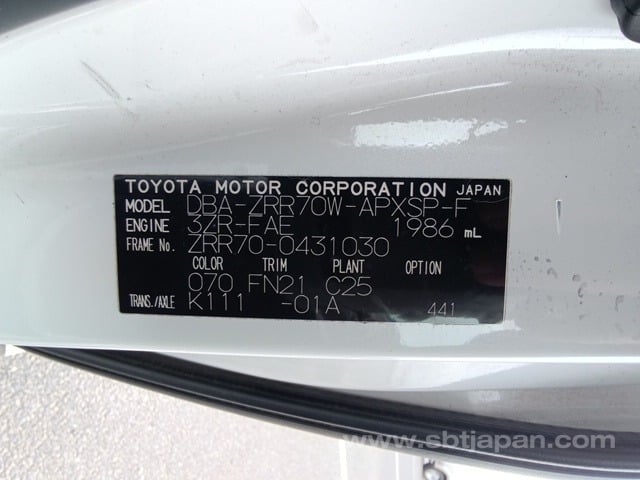 TOYOTA MOTOR CORPORATION JAPAN
MODEL DBA-ZRR70W-APXSP-F
ENGINE 3ZR-FAE 1986 mL
FRAME NO. ZRR70-0431030
COLOR TRIM PLANT OPTION
070 FN21 C25
TRANS./AXLE K111 -01A 441
www.sbtjapan.com